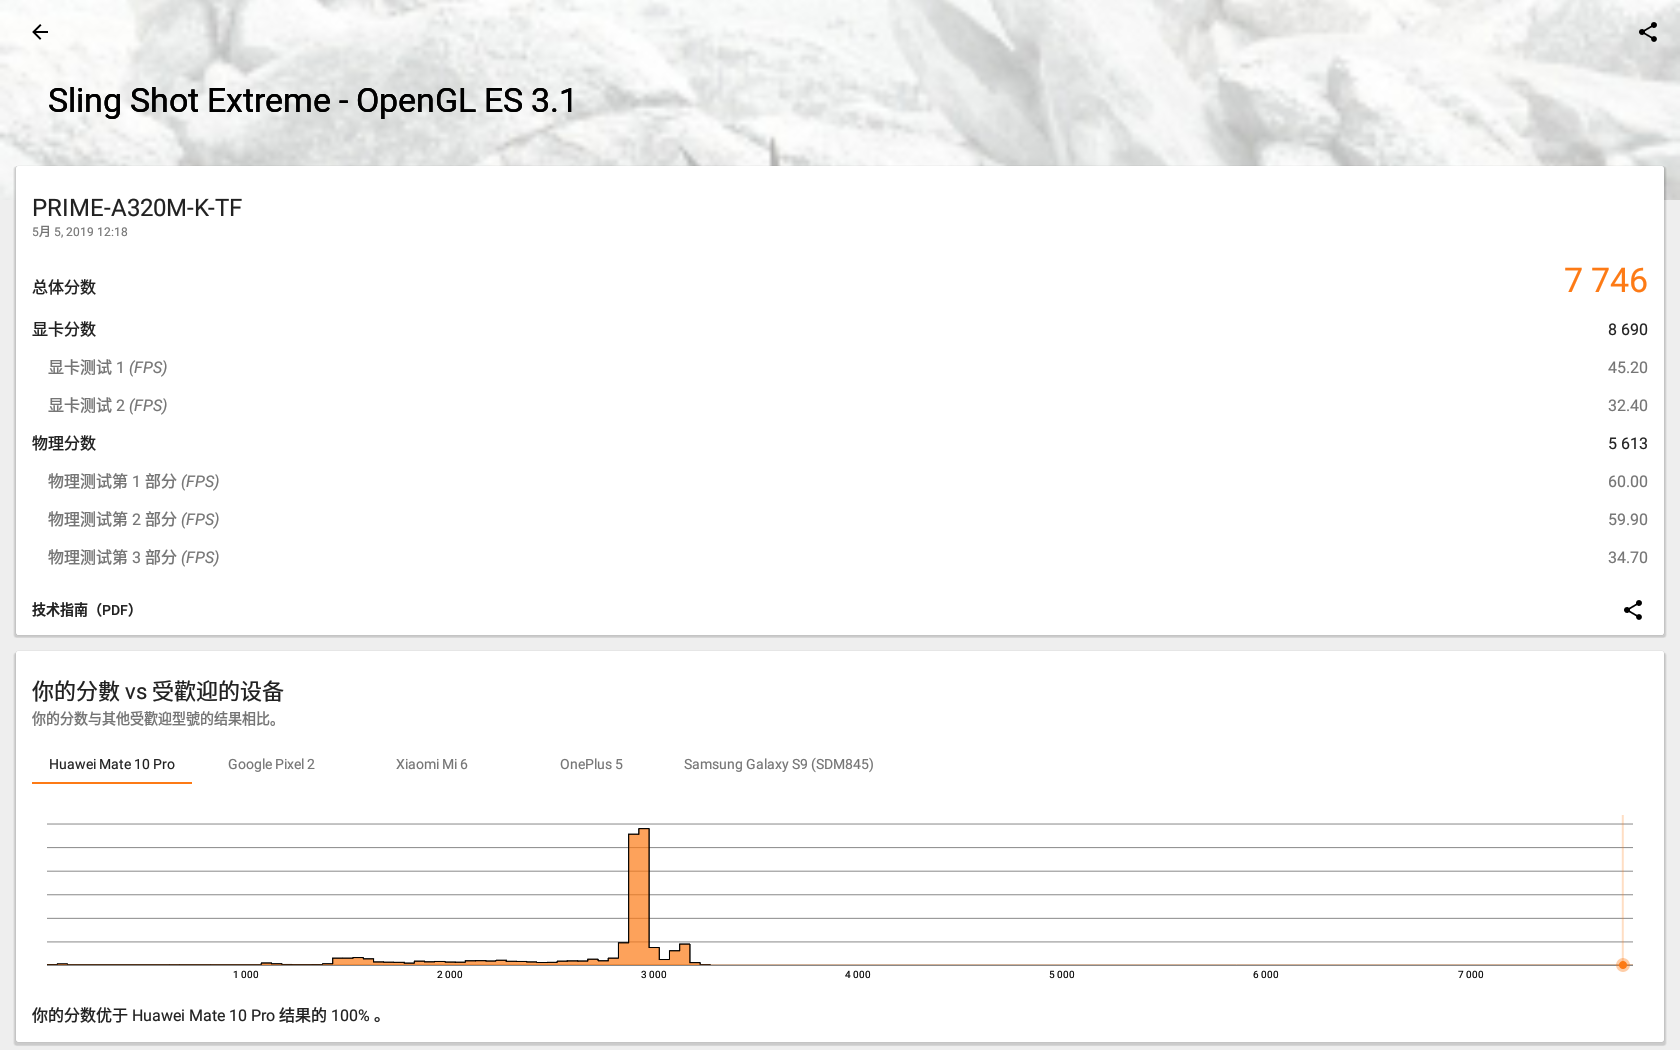 Sling Shot Extreme - OpenGL ES 3.1
PRIME-A320M-K-TF
5月 5, 2019 12:18
总体分数 7 746
显卡分数 8 690
显卡测试 1 (FPS) 45.20
显卡测试 2 (FPS) 32.40
物理分数 5 613
物理测试第 1 部分 (FPS) 60.00
物理测试第 2 部分 (FPS) 59.90
物理测试第 3 部分 (FPS) 34.70
技术指南（PDF）
你的分數 vs 受歡迎的设备
你的分数与其他受歡迎型號的结果相比。
Huawei Mate 10 Pro Google Pixel 2 Xiaomi Mi 6 OnePlus 5 Samsung Galaxy S9 (SDM845)
1 000 2 000 3 000 4 000 5 000 6 000 7 000
你的分数优于 Huawei Mate 10 Pro 结果的 100% 。